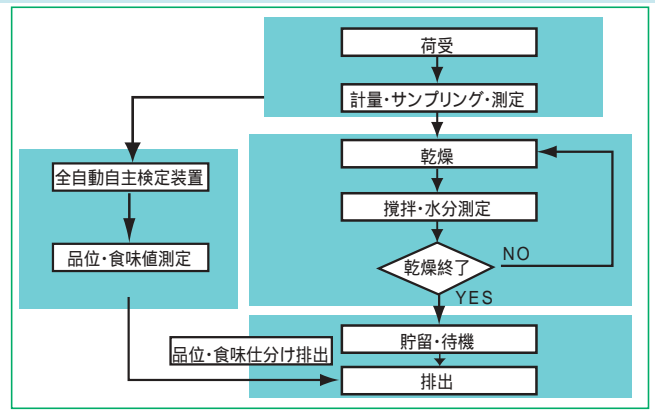 荷受
計量・サンプリング・測定
乾燥
攪拌・水分測定
乾燥終了
NO
YES
全自動自主検定装置
品位・食味値測定
品位・食味仕分け排出
貯留・待機
排出